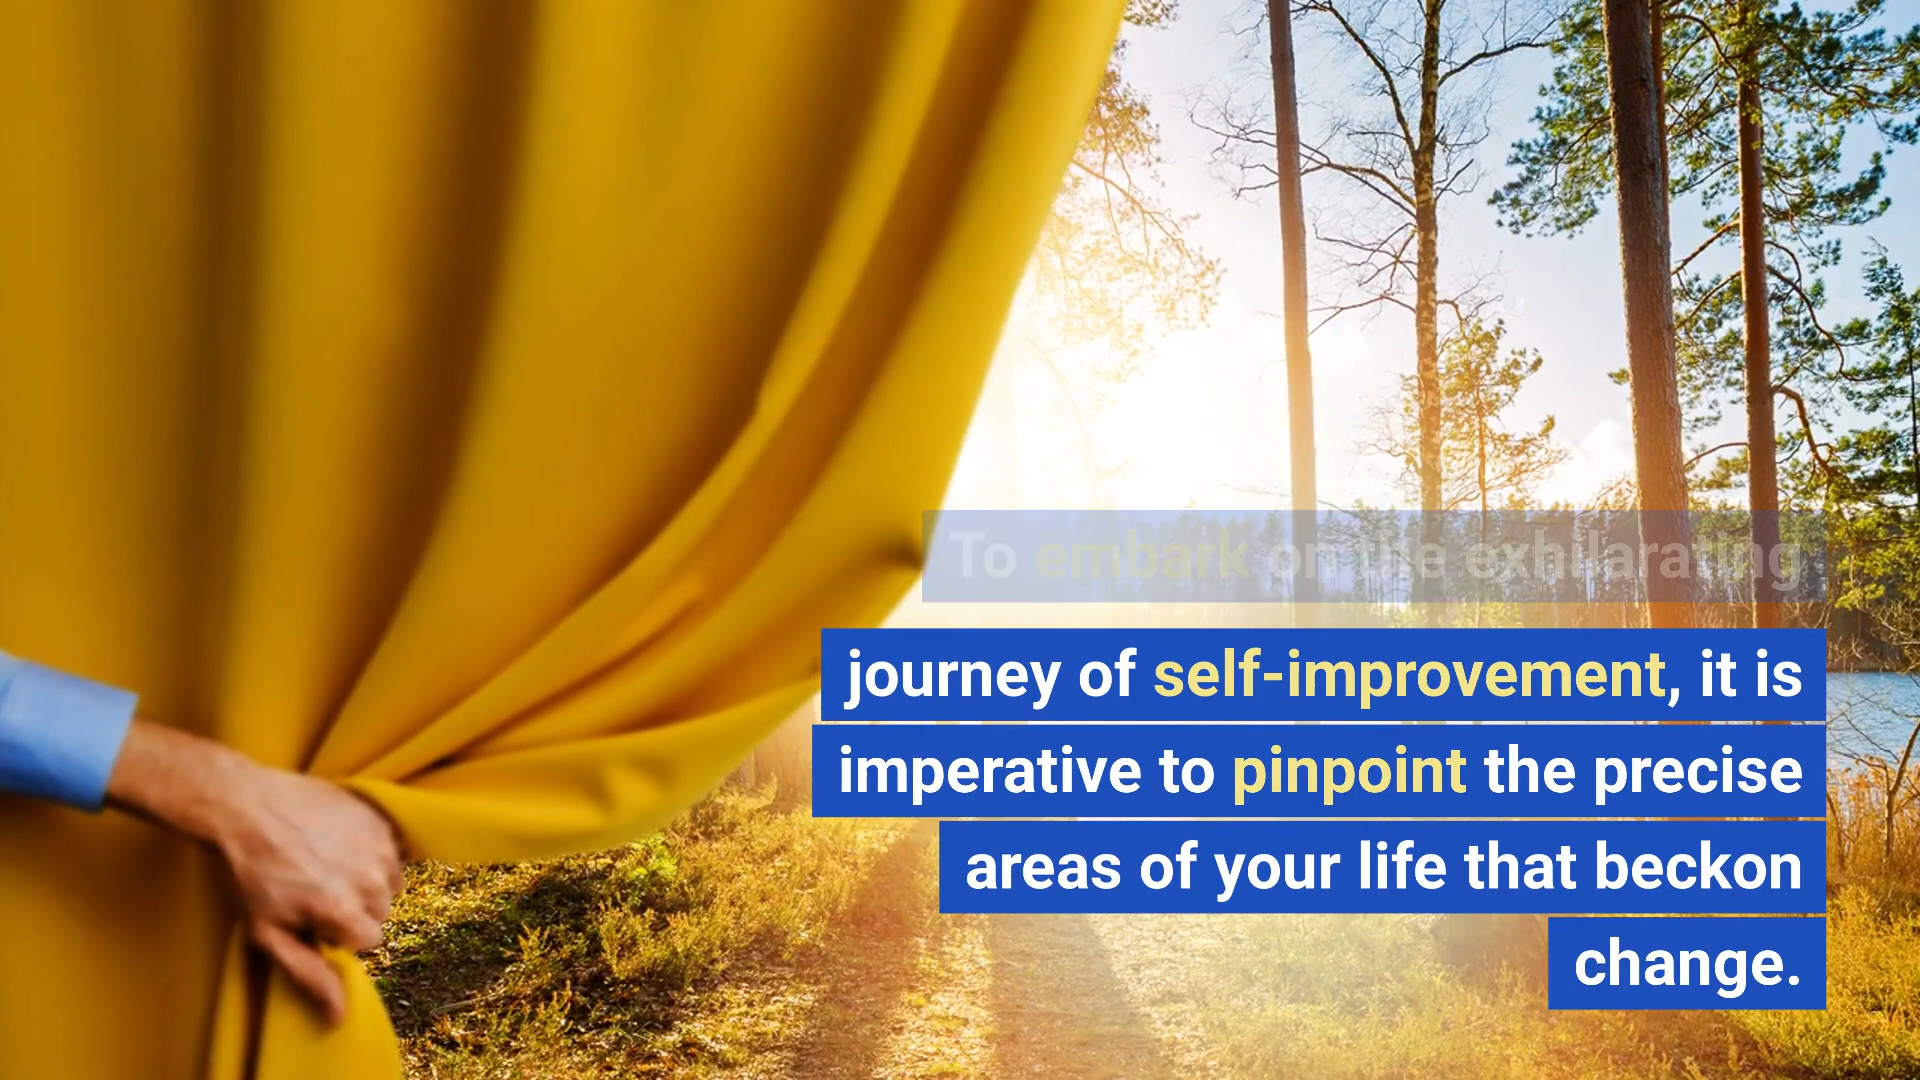 To embark on the exhilarating
journey of self-improvement, it is
imperative to pinpoint the precise
areas of your life that beckon
change.